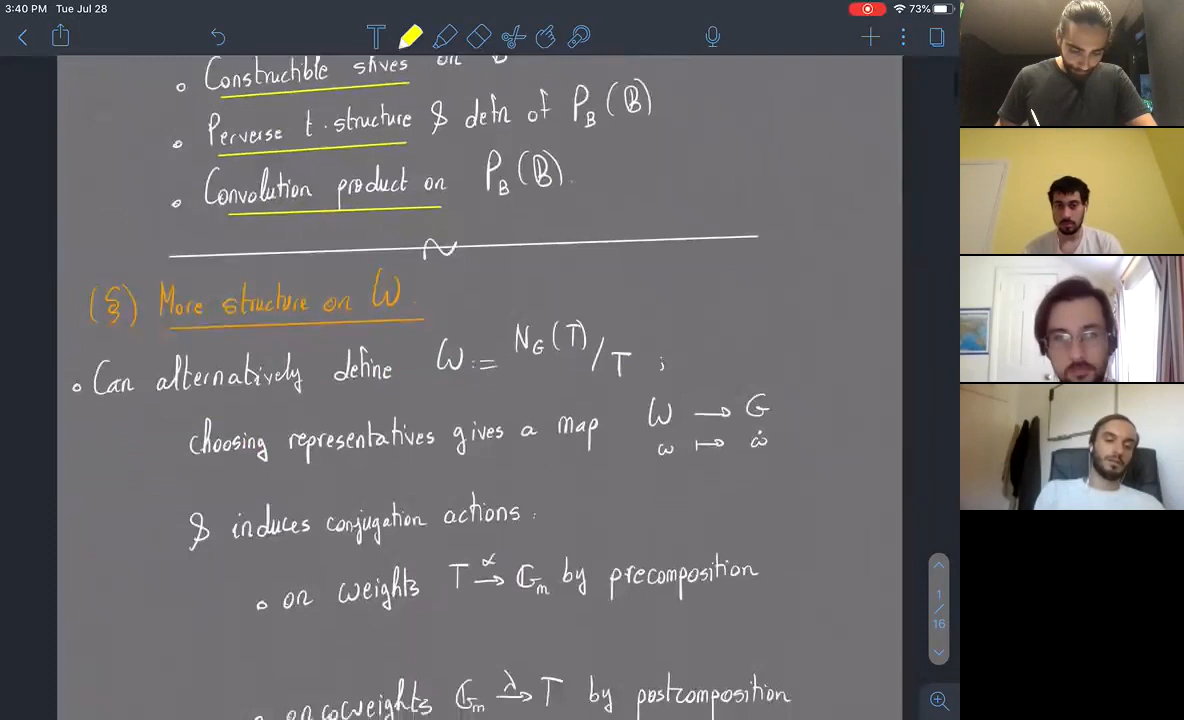 3:40 PM Tue Jul 28
73%
• Constructible shves on
• Perverse t-structure & defn of P_B(𝔹)
• Convolution product on P_B(𝔹).
(§) More structure on W.
• Can alternatively define W := N_G(T)/T ;
choosing representatives gives a map W → G
ω ↦ ω̇
& induces conjugation actions:
• on weights T →^α 𝔾_m by precomposition
• on coweights 𝔾_m →^λ T by postcomposition
1
/
16